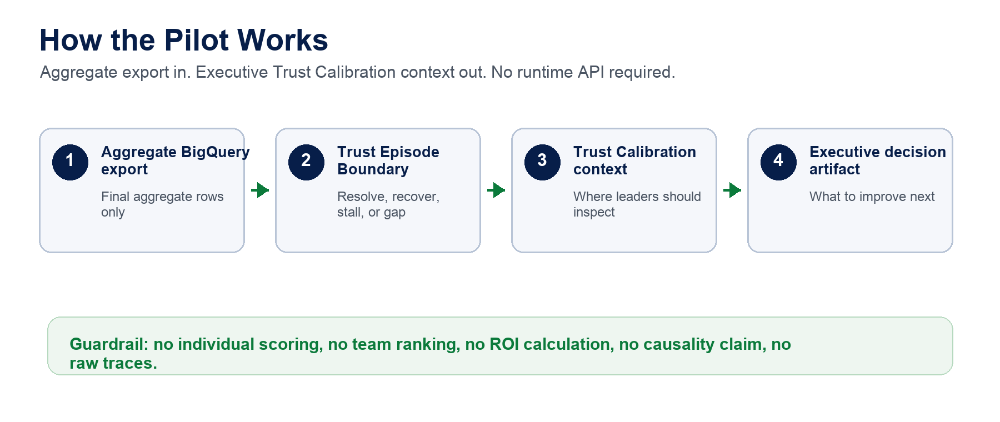 How the Pilot Works
Aggregate export in. Executive Trust Calibration context out. No runtime API required.
1
Aggregate BigQuery
export
Final aggregate rows
only
2
Trust Episode
Boundary
Resolve, recover,
stall, or gap
3
Trust Calibration
context
Where leaders should
inspect
4
Executive decision
artifact
What to improve next
Guardrail: no individual scoring, no team ranking, no ROI calculation, no causality claim, no
raw traces.